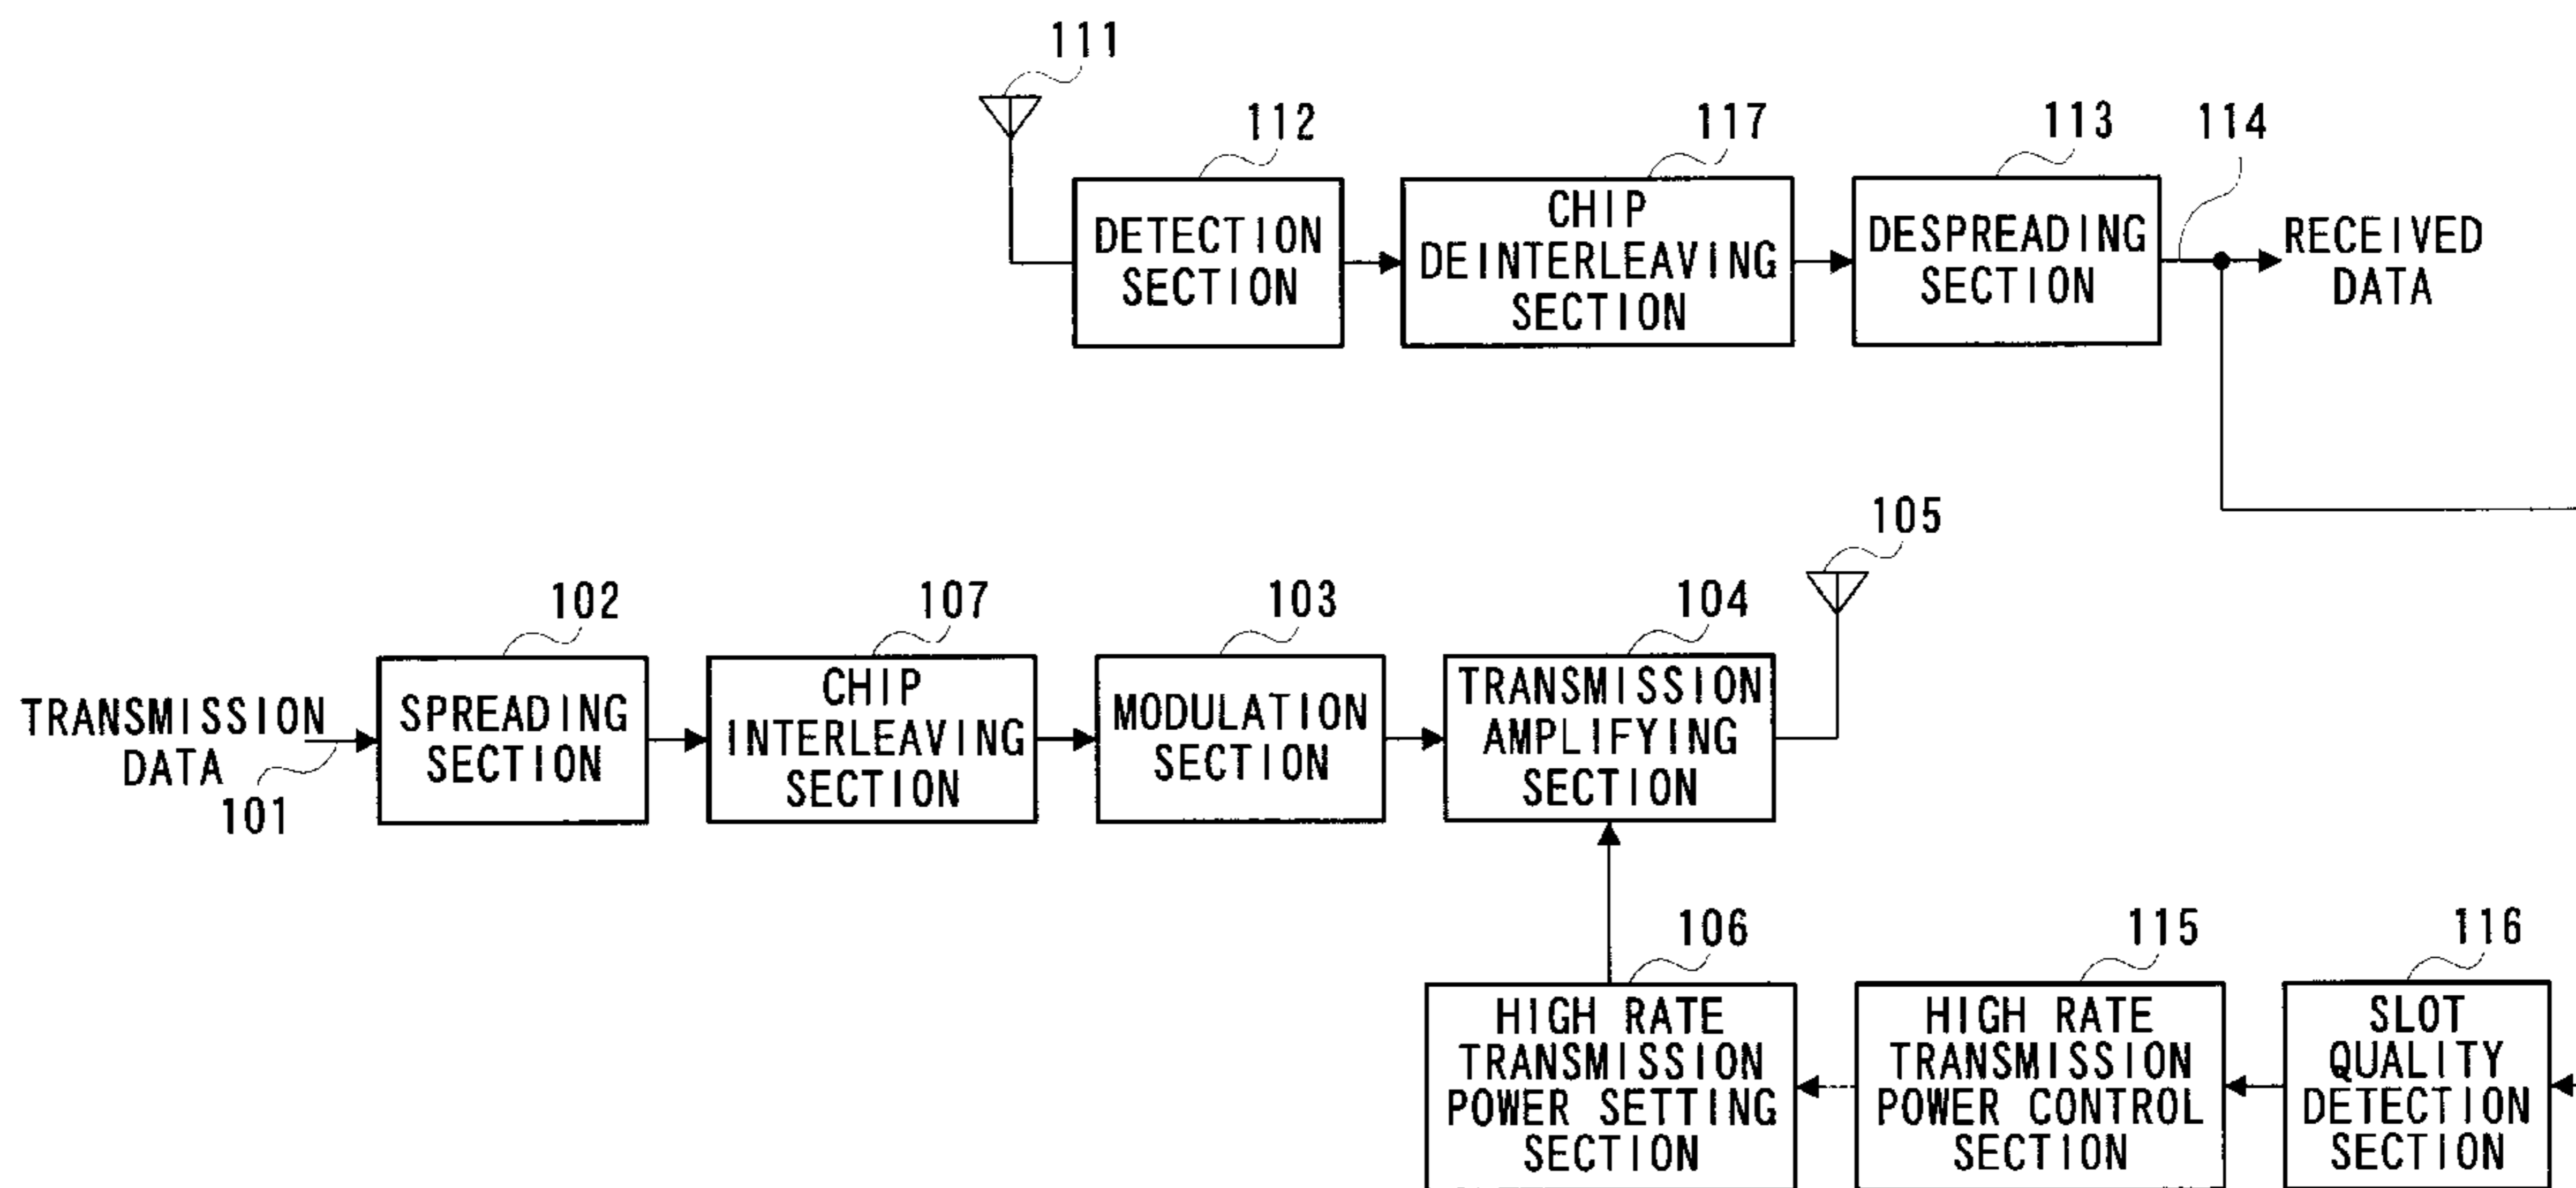 111
112
117
113
114
DETECTION
SECTION
CHIP
DEINTERLEAVING
SECTION
DESPREADING
SECTION
RECEIVED
DATA
105
102
107
103
104
TRANSMISSION
DATA
101
SPREADING
SECTION
CHIP
INTERLEAVING
SECTION
MODULATION
SECTION
TRANSMISSION
AMPLIFYING
SECTION
106
115
116
HIGH RATE
TRANSMISSION
POWER SETTING
SECTION
HIGH RATE
TRANSMISSION
POWER CONTROL
SECTION
SLOT
QUALITY
DETECTION
SECTION